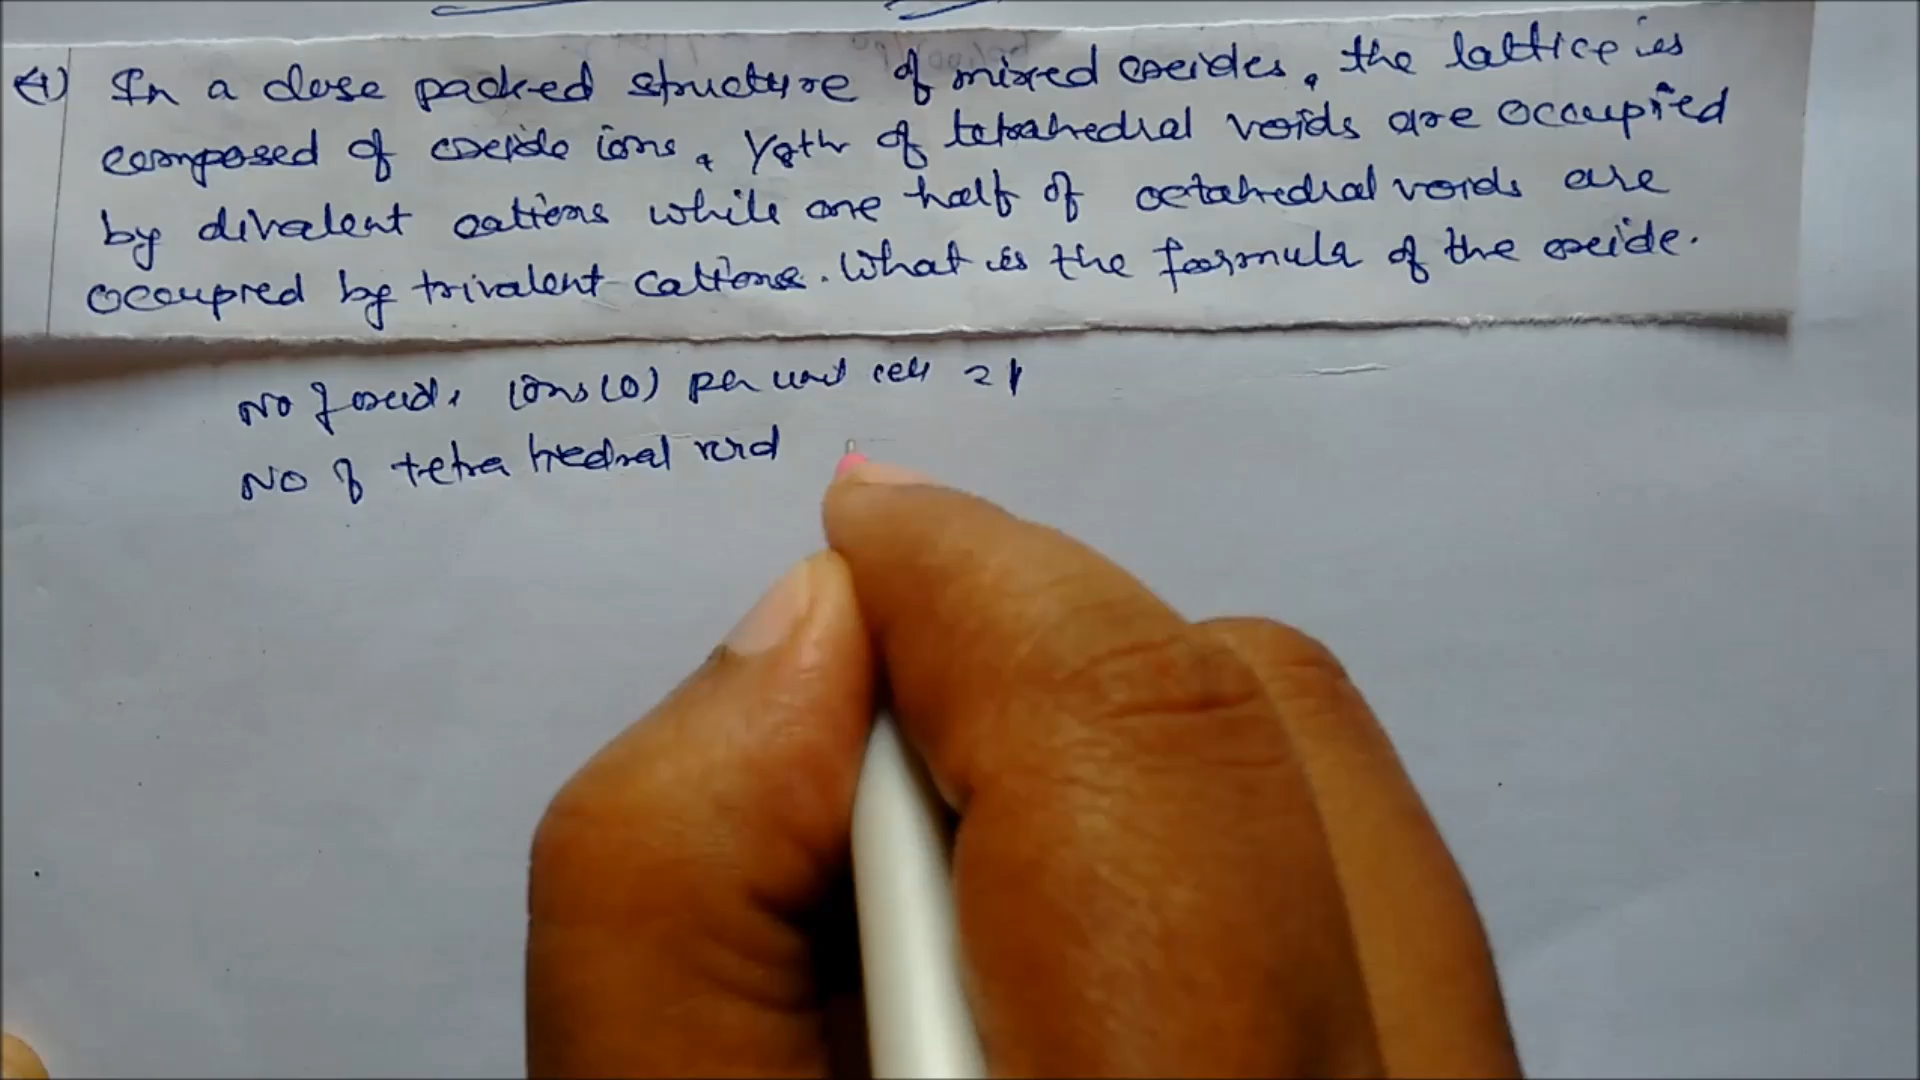 4) In a close packed structure of mixed oxides, the lattice is
composed of oxide ions, 1/8th of tetrahedral voids are occupied
by divalent cations while one half of octahedral voids are
occupied by trivalent cations. What is the formula of the oxide.
No of oxide ions (O) per unit cell = 1
No of tetra hedral void